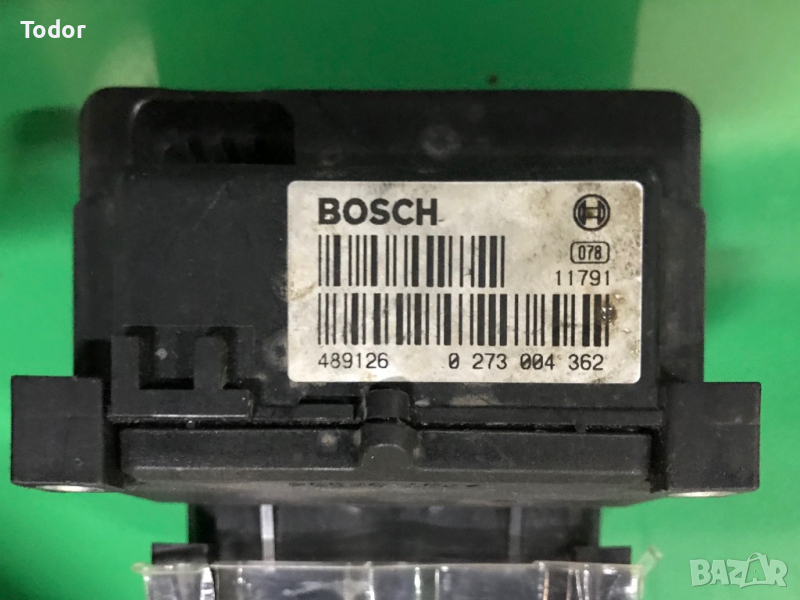 Todor
BOSCH
078
11791
489126 0 273 004 362
BAZAR